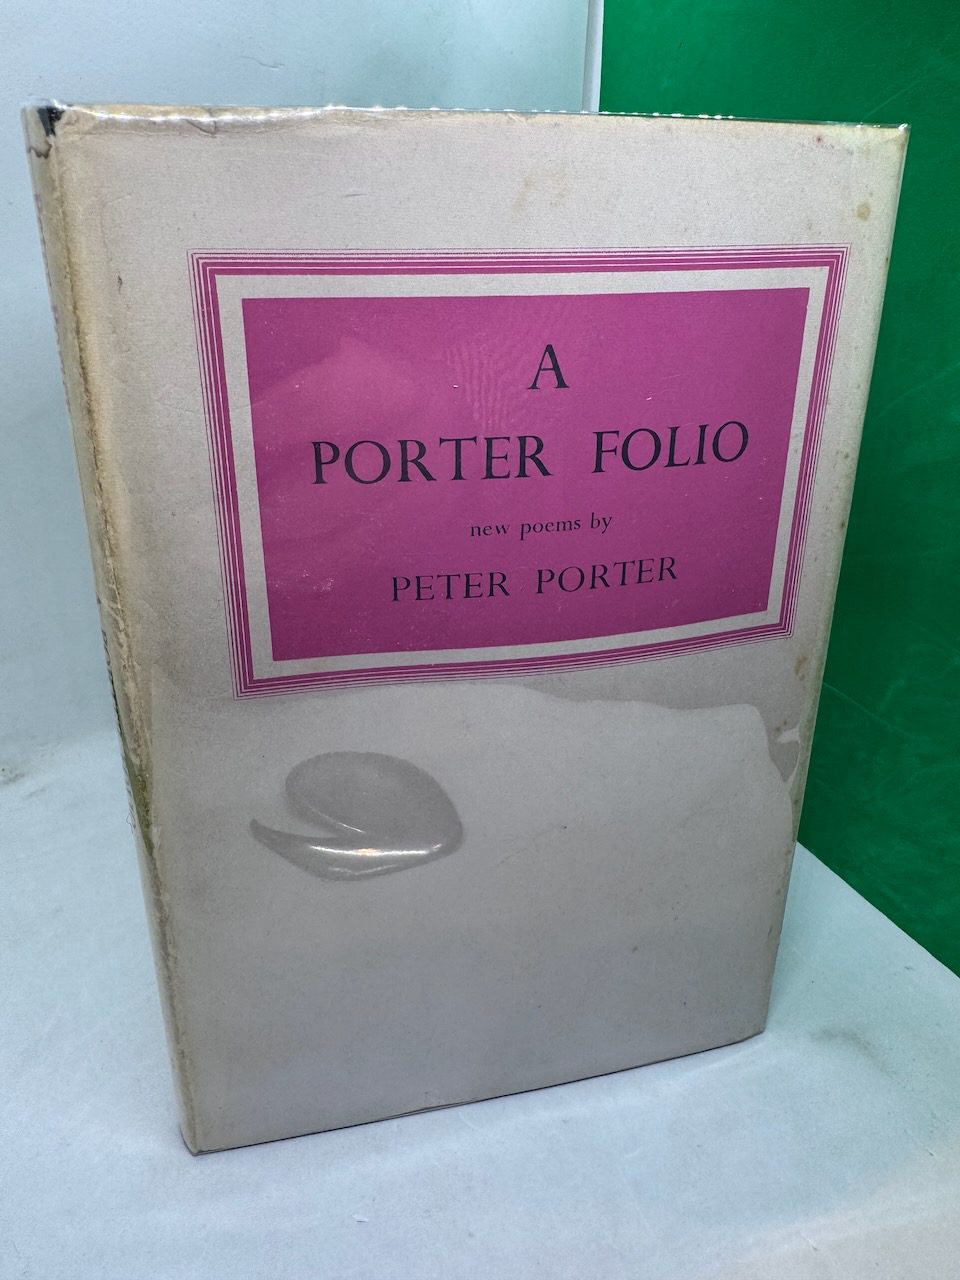 A
PORTER FOLIO
new poems by
PETER PORTER